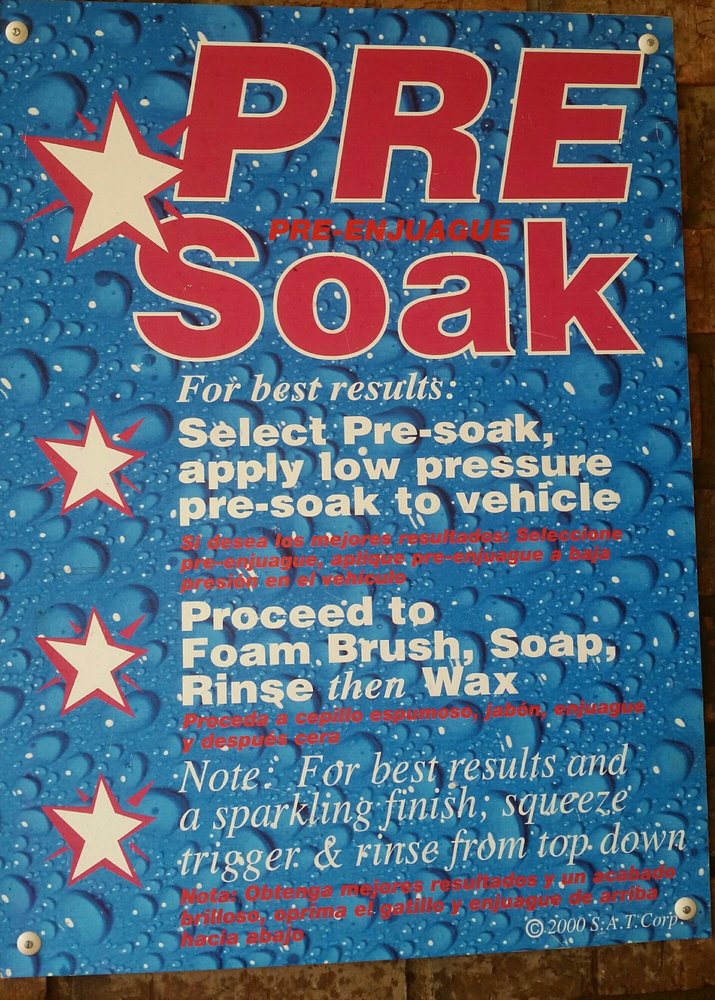 PRE
PRE-ENJUAGUE
Soak
For best results:
Select Pre-soak,
apply low pressure
pre-soak to vehicle
Si desea los mejores resultados: Seleccione
pre-enjuague, aplique pre-enjuague a baja
presión en el vehículo
Proceed to
Foam Brush, Soap,
Rinse then Wax
Proceda a cepillo espumoso, jabón, enjuague
y después cera
Note: For best results and
a sparkling finish, squeeze
trigger & rinse from top down
Nota: Obtenga mejores resultados y un acabado
brilloso, oprima el gatillo y enjuague de arriba
hacia abajo
© 2000 S.A.T. Corp.